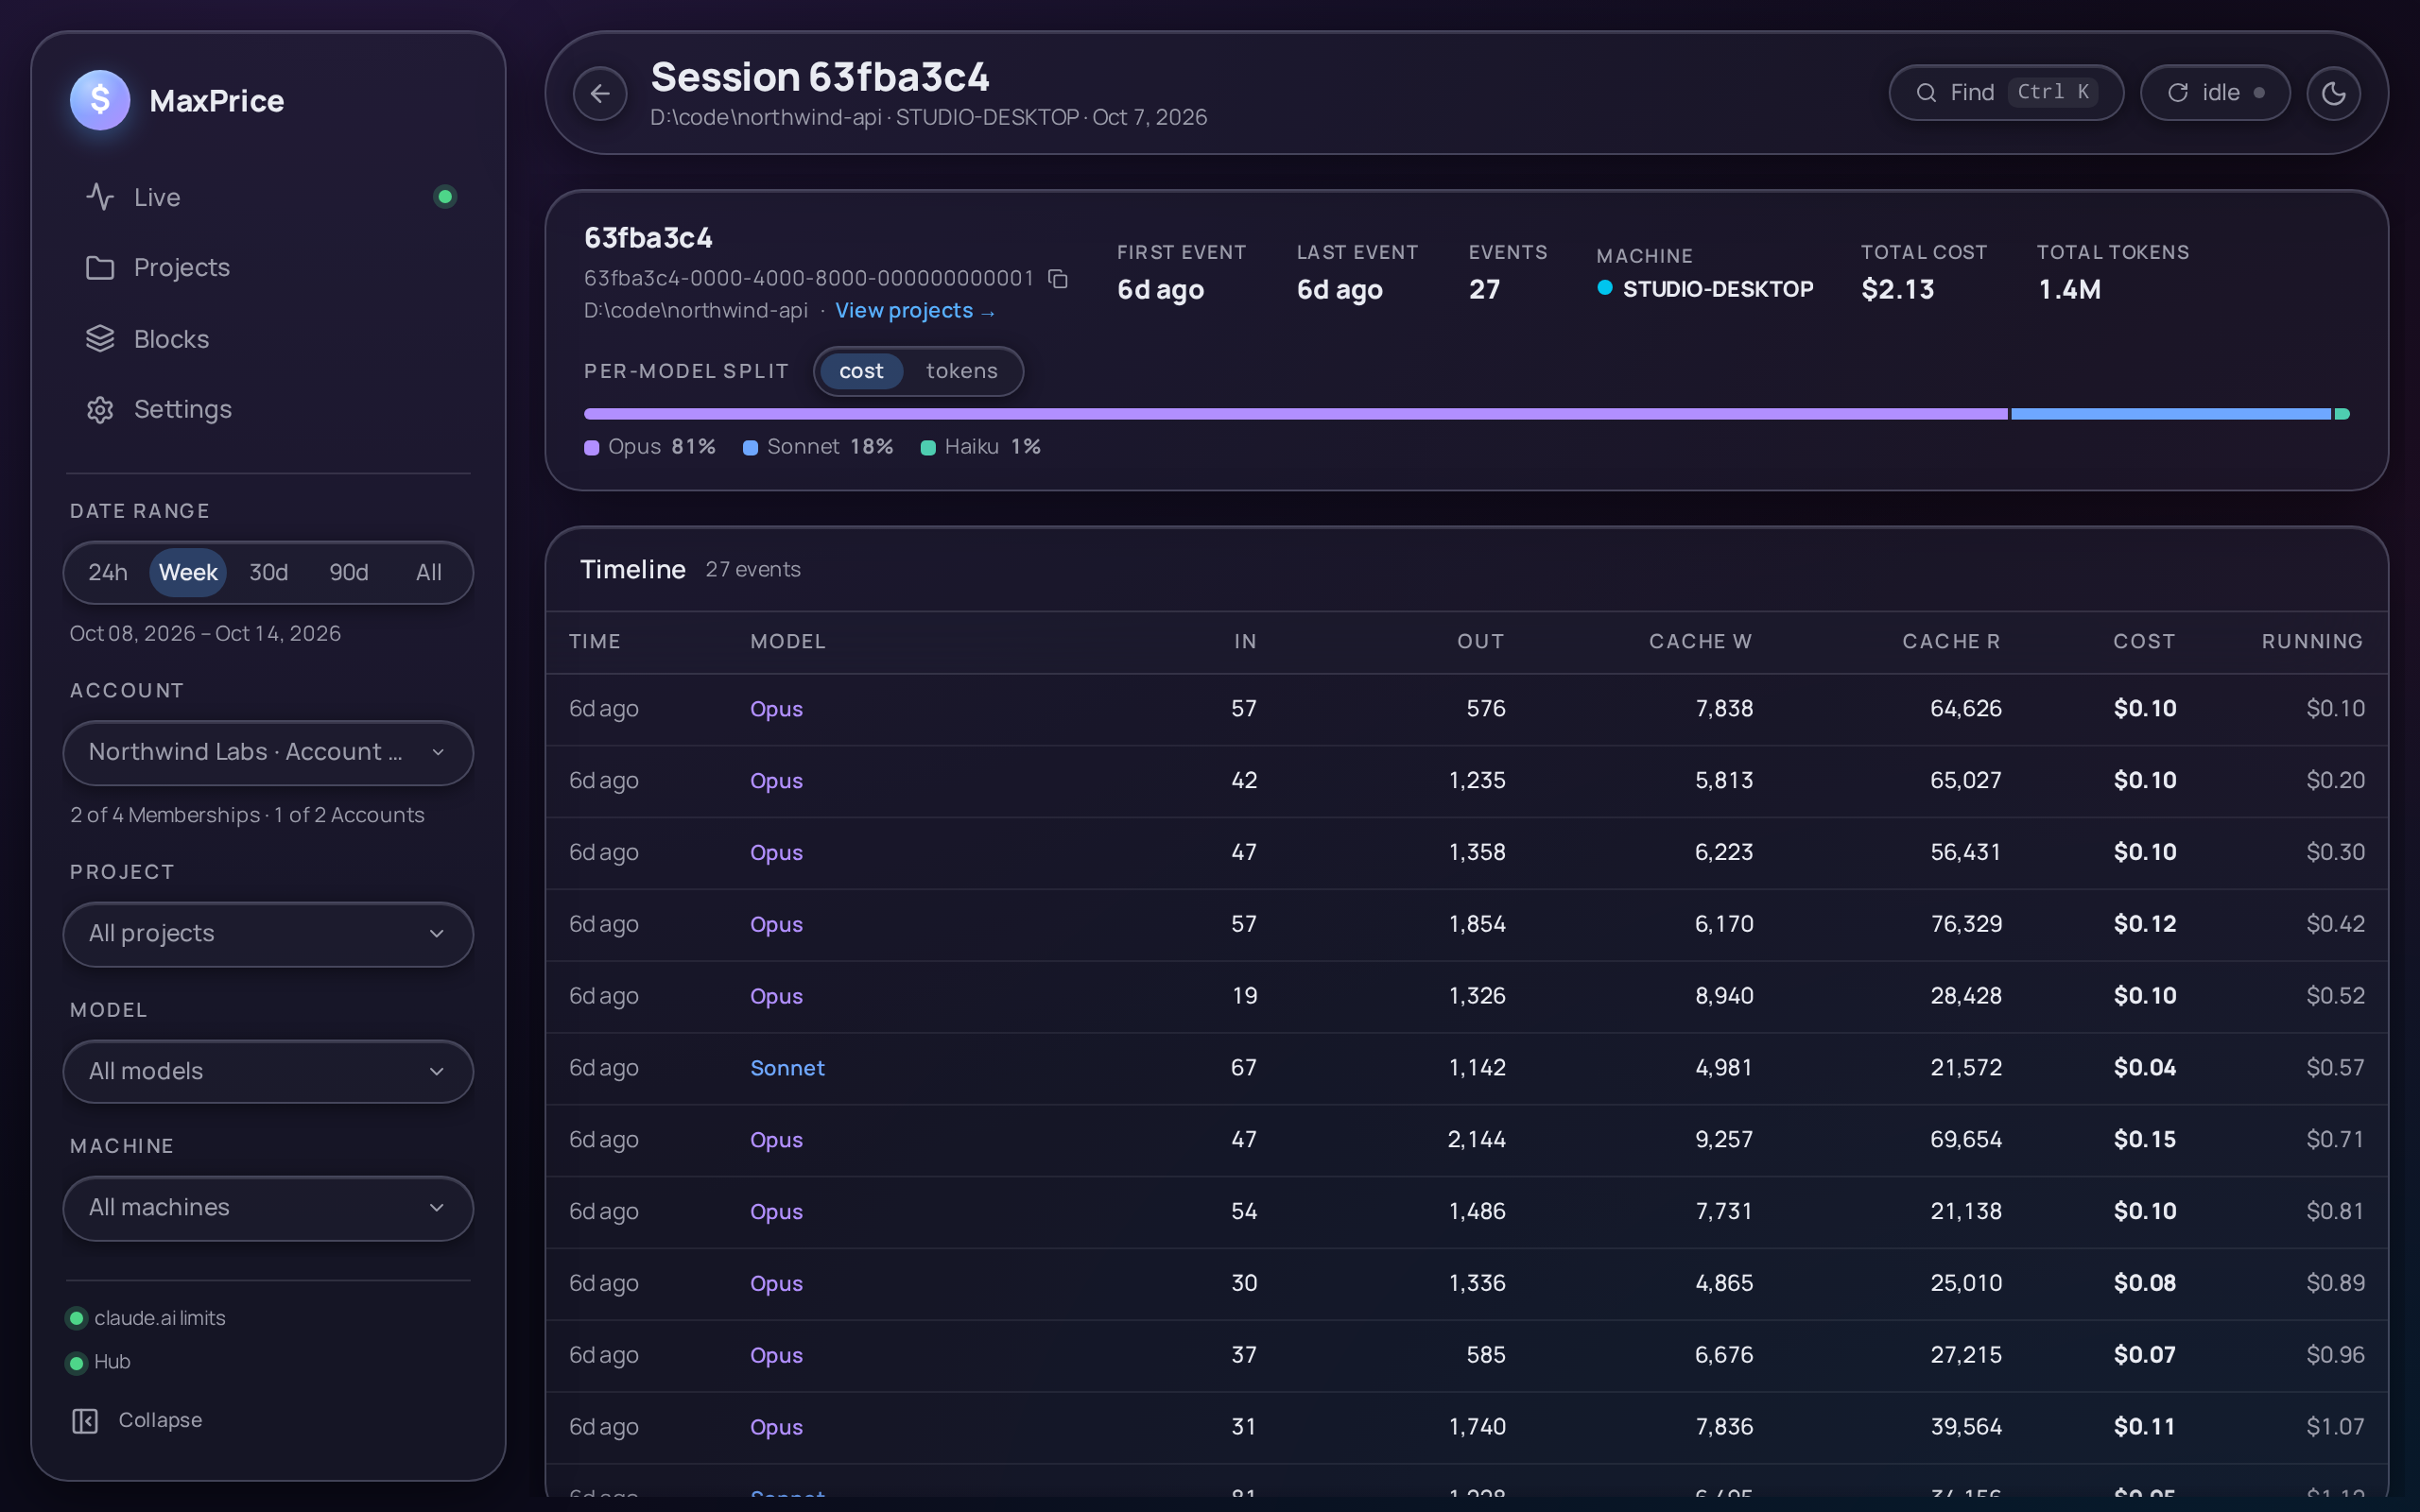 $ MaxPrice
Live
Projects
Blocks
Settings
DATE RANGE
24h Week 30d 90d All
Oct 08, 2026 – Oct 14, 2026
ACCOUNT
Northwind Labs · Account ...
2 of 4 Memberships · 1 of 2 Accounts
PROJECT
All projects
MODEL
All models
MACHINE
All machines
claude.ai limits
Hub
Collapse
Session 63fba3c4
D:\code\northwind-api · STUDIO-DESKTOP · Oct 7, 2026
Find Ctrl K idle
63fba3c4
63fba3c4-0000-4000-8000-000000000001
D:\code\northwind-api · View projects →
FIRST EVENT LAST EVENT EVENTS MACHINE TOTAL COST TOTAL TOKENS
6d ago 6d ago 27 STUDIO-DESKTOP $2.13 1.4M
PER-MODEL SPLIT cost tokens
Opus 81% Sonnet 18% Haiku 1%
Timeline 27 events
TIME MODEL IN OUT CACHE W CACHE R COST RUNNING
6d ago Opus 57 576 7,838 64,626 $0.10 $0.10
6d ago Opus 42 1,235 5,813 65,027 $0.10 $0.20
6d ago Opus 47 1,358 6,223 56,431 $0.10 $0.30
6d ago Opus 57 1,854 6,170 76,329 $0.12 $0.42
6d ago Opus 19 1,326 8,940 28,428 $0.10 $0.52
6d ago Sonnet 67 1,142 4,981 21,572 $0.04 $0.57
6d ago Opus 47 2,144 9,257 69,654 $0.15 $0.71
6d ago Opus 54 1,486 7,731 21,138 $0.10 $0.81
6d ago Opus 30 1,336 4,865 25,010 $0.08 $0.89
6d ago Opus 37 585 6,676 27,215 $0.07 $0.96
6d ago Opus 31 1,740 7,836 39,564 $0.11 $1.07
6d ago Sonnet